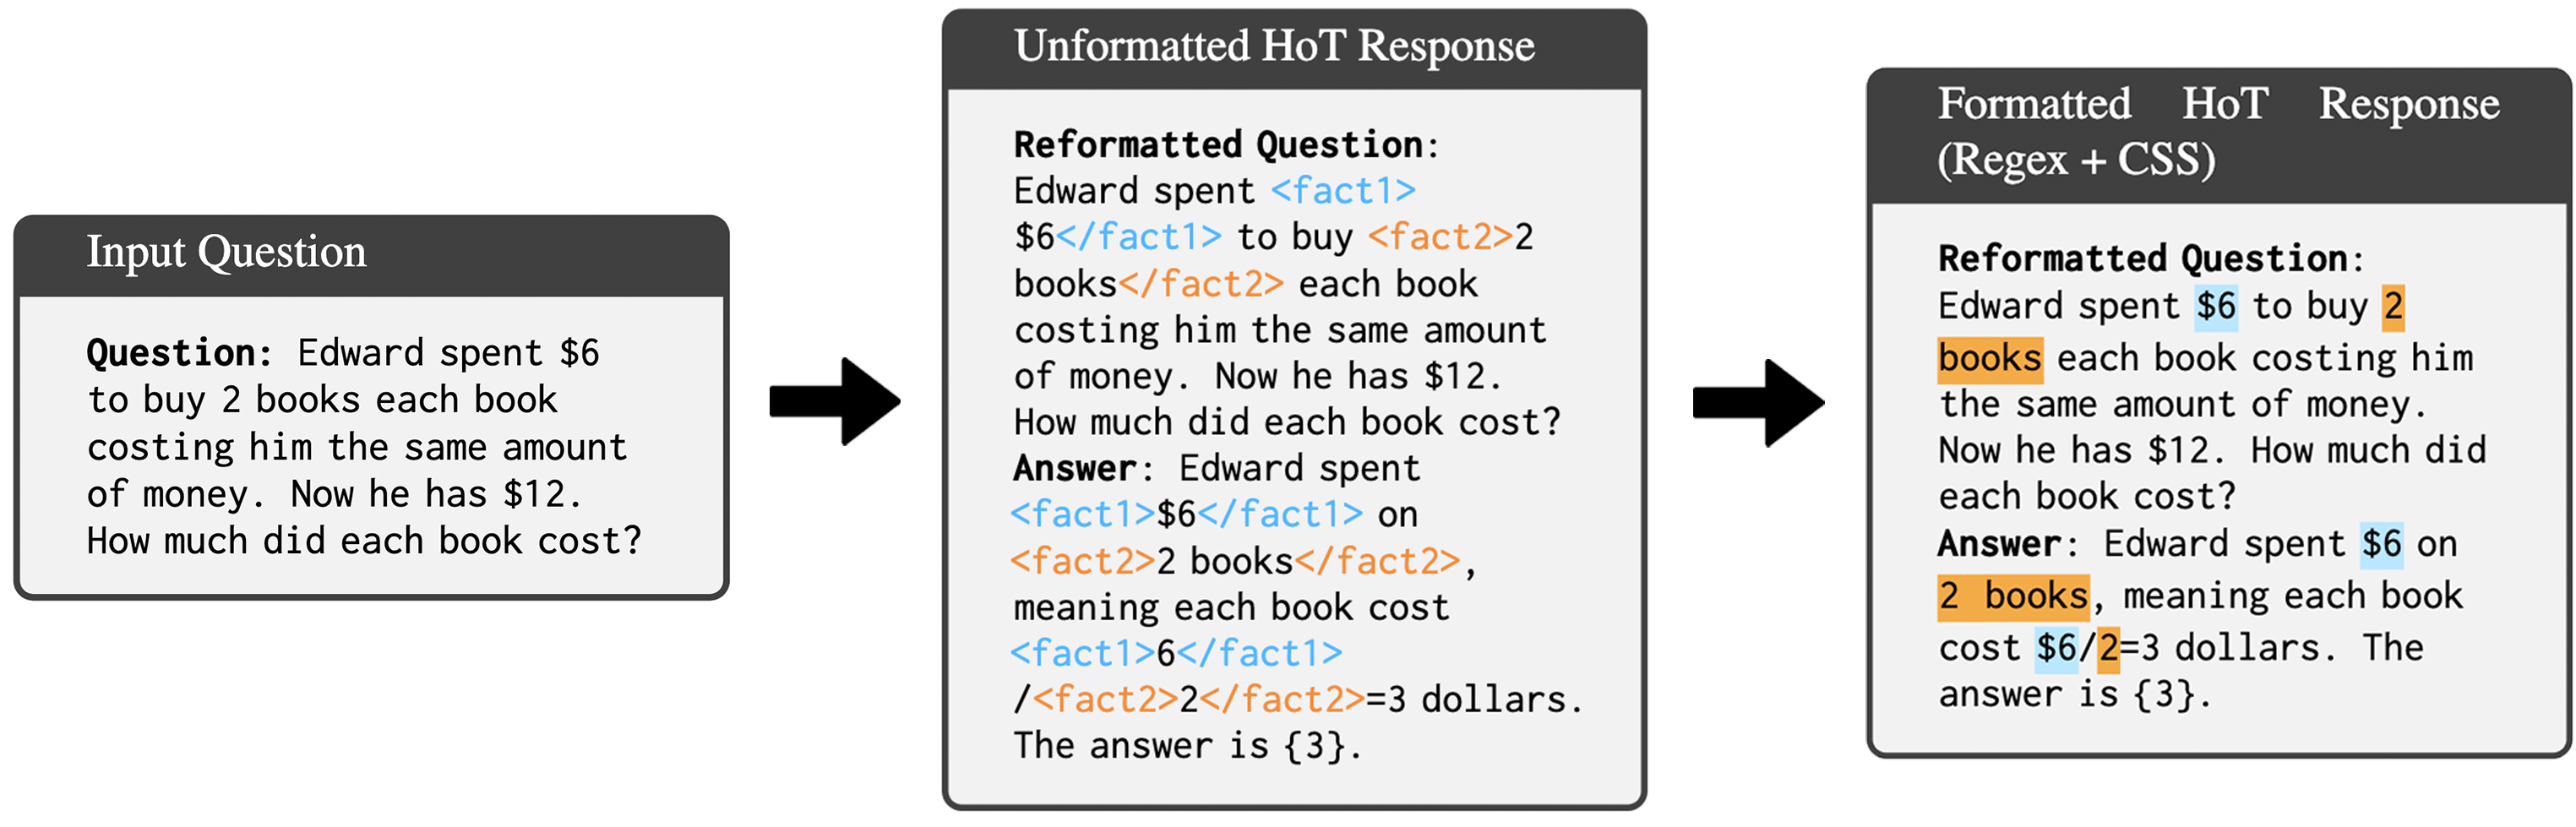 Input Question
Question: Edward spent $6
to buy 2 books each book
costing him the same amount
of money. Now he has $12.
How much did each book cost?
Unformatted HoT Response
Reformatted Question:
Edward spent <fact1>
$6</fact1> to buy <fact2>2
books</fact2> each book
costing him the same amount
of money. Now he has $12.
How much did each book cost?
Answer: Edward spent
<fact1>$6</fact1> on
<fact2>2 books</fact2>,
meaning each book cost
<fact1>6</fact1>
/<fact2>2</fact2>=3 dollars.
The answer is {3}.
Formatted HoT Response
(Regex + CSS)
Reformatted Question:
Edward spent $6 to buy 2
books each book costing him
the same amount of money.
Now he has $12. How much did
each book cost?
Answer: Edward spent $6 on
2 books, meaning each book
cost $6/2=3 dollars. The
answer is {3}.